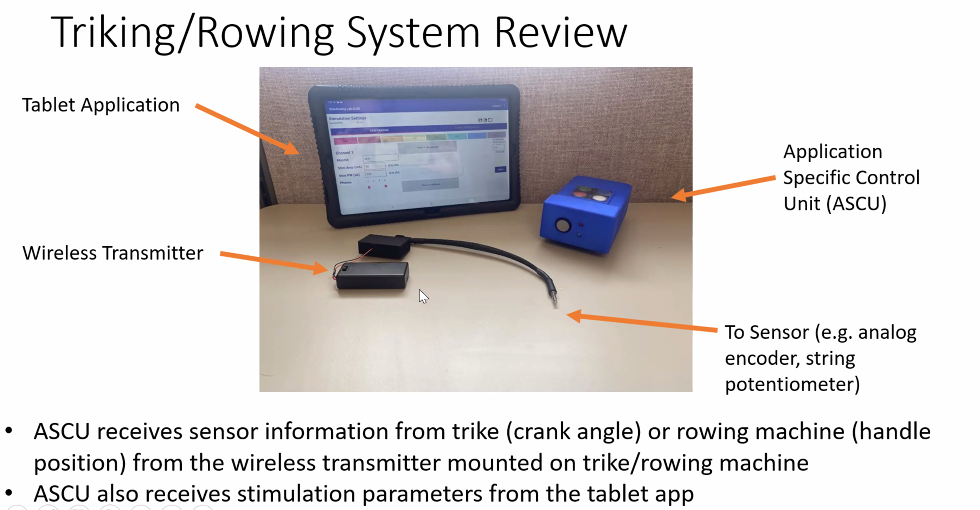 Triking/Rowing System Review
Tablet Application
Application
Specific Control
Unit (ASCU)
Wireless Transmitter
To Sensor (e.g. analog
encoder, string
potentiometer)
• ASCU receives sensor information from trike (crank angle) or rowing machine (handle
position) from the wireless transmitter mounted on trike/rowing machine
• ASCU also receives stimulation parameters from the tablet app